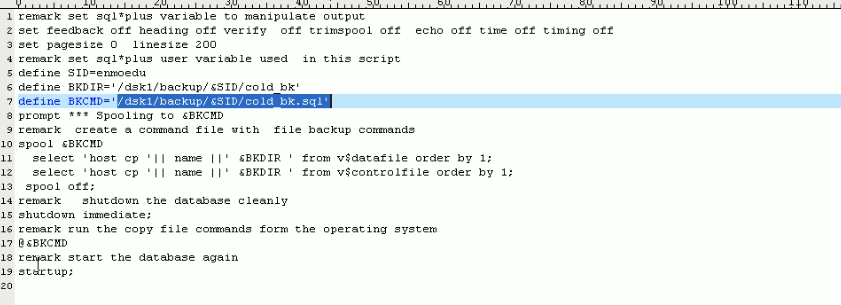 0 10 20 30 40 50 60 70 80 90 100 110
1 remark set sql*plus variable to manipulate output
2 set feedback off heading off verify  off trimspool off  echo off time off timing off
3 set pagesize 0  linesize 200
4 remark set sql*plus user variable used  in this script
5 define SID=enmoedu
6 define BKDIR='/dsk1/backup/&SID/cold_bk'
7 define BKCMD='/dsk1/backup/&SID/cold_bk.sql'
8 prompt *** Spooling to &BKCMD
9 remark  create a command file with  file backup commands
10 spool &BKCMD
11   select 'host cp '|| name ||' &BKDIR ' from v$datafile order by 1;
12   select 'host cp '|| name ||' &BKDIR ' from v$controlfile order by 1;
13  spool off;
14 remark   shutdown the database cleanly
15 shutdown immediate;
16 remark run the copy file commands form the operating system
17 @&BKCMD
18 remark start the database again
19 startup;
20